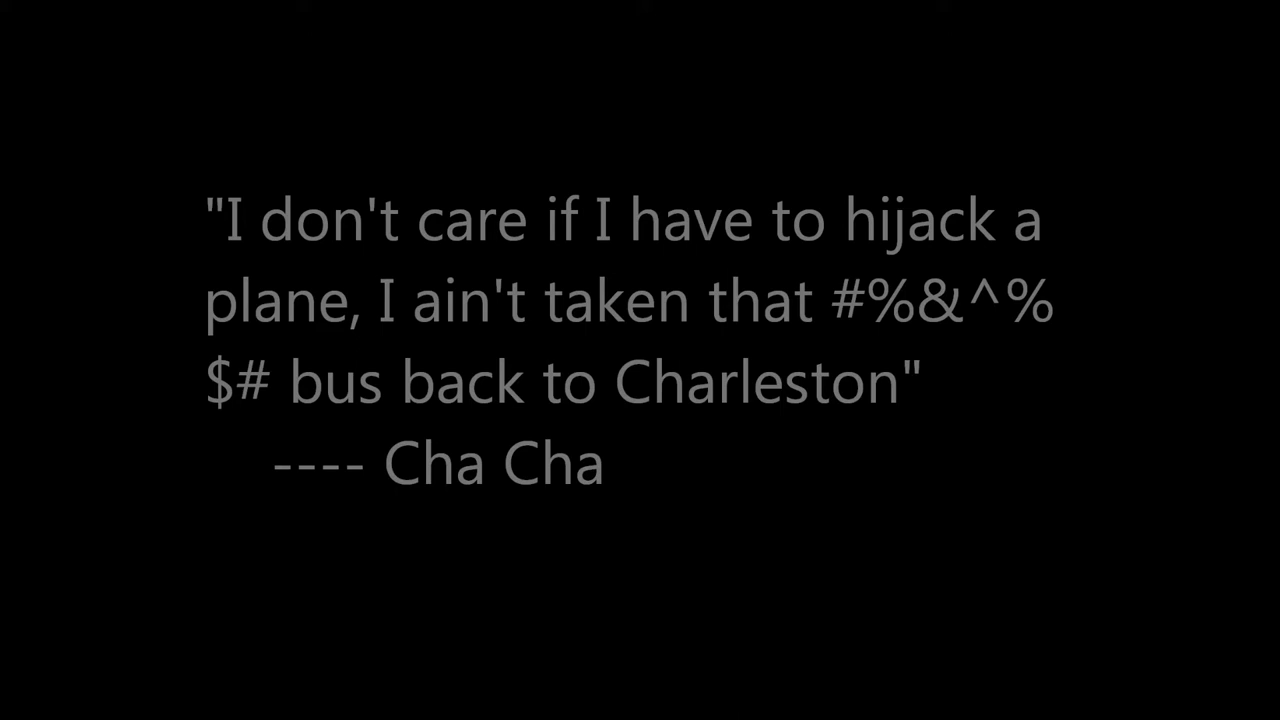 "I don't care if I have to hijack a
plane, I ain't taken that #%&^%
$# bus back to Charleston"
---- Cha Cha